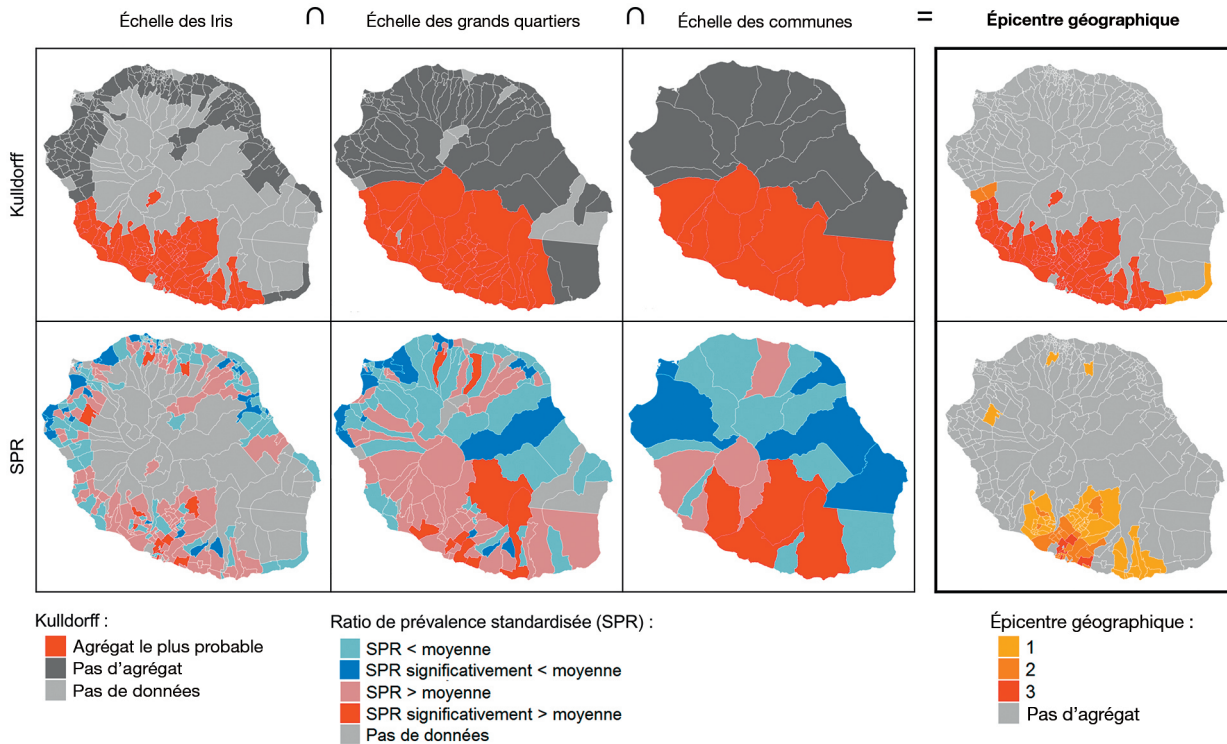 Échelle des Iris ∩ Échelle des grands quartiers ∩ Échelle des communes = Épicentre géographique
Kulldorff
SPR
Kulldorff :
Agrégat le plus probable
Pas d'agrégat
Pas de données
Ratio de prévalence standardisée (SPR) :
SPR < moyenne
SPR significativement < moyenne
SPR > moyenne
SPR significativement > moyenne
Pas de données
Épicentre géographique :
1
2
3
Pas d'agrégat